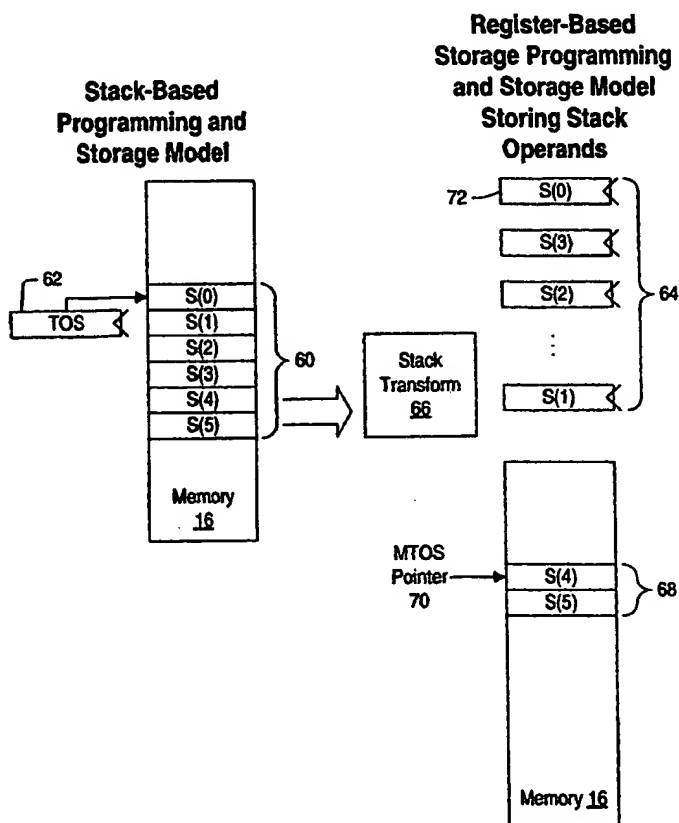 Stack-Based
Programming and
Storage Model
62
TOS
S(0)
S(1)
S(2)
S(3)
S(4)
S(5)
60
Memory
16
Stack
Transform
66
Register-Based
Storage Programming
and Storage Model
Storing Stack
Operands
72
S(0)
S(3)
S(2)
⋮
S(1)
64
MTOS
Pointer
70
S(4)
S(5)
68
Memory 16